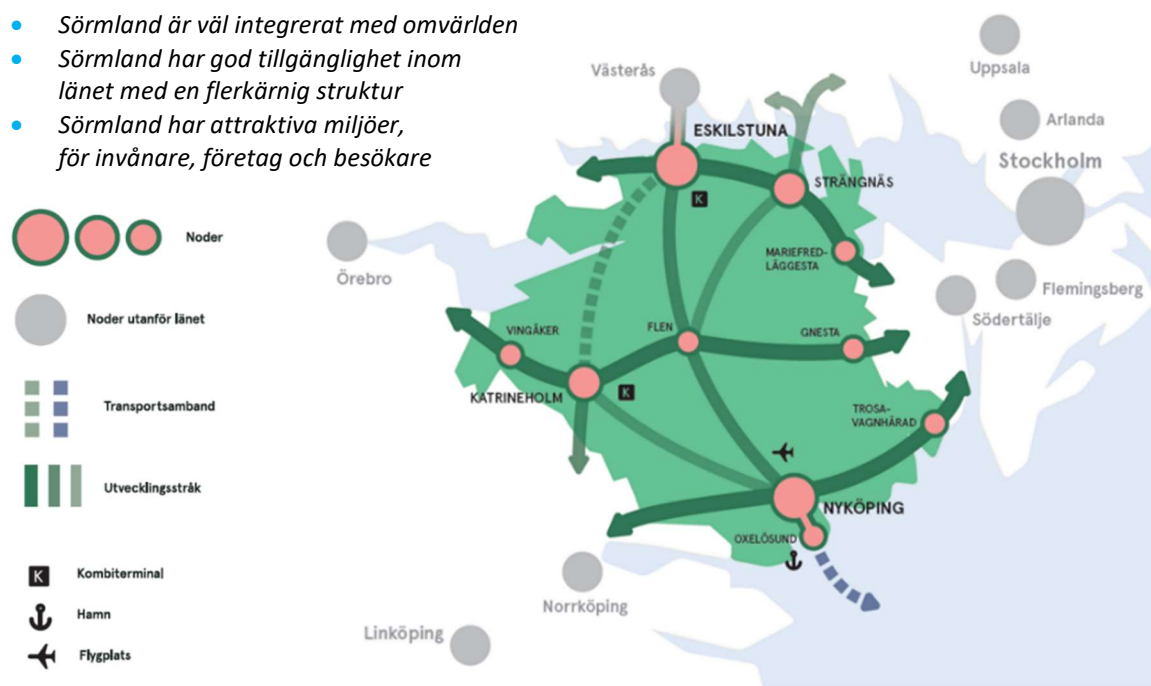 Sörmland är väl integrerat med omvärlden
Sörmland har god tillgänglighet inom
länet med en flerkärnig struktur
Sörmland har attraktiva miljöer,
för invånare, företag och besökare
Noder
Noder utanför länet
Transportsamband
Utvecklingsstråk
K
Kombiterminal
Hamn
Flygplats
Västerås
Uppsala
ESKILSTUNA
Arlanda
Stockholm
STRÄNGNÄS
K
MARIEFRED-
LÄGGESTA
Örebro
Flemingsberg
Södertälje
VINGÅKER
FLEN
GNESTA
KATRINEHOLM
K
TROSA-
VAGNHÄRAD
NYKÖPING
OXELÖSUND
Norrköping
Linköping